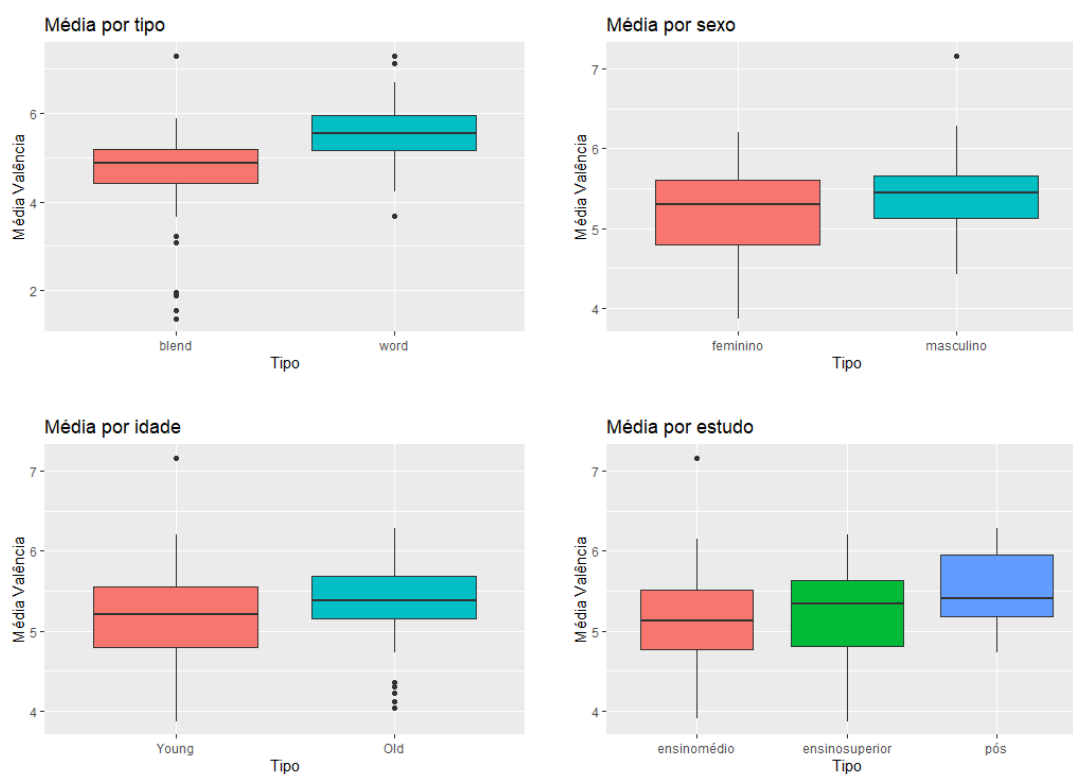 Média por tipo
Média Valência
6
4
2
blend word
Tipo
Média por sexo
Média Valência
7
6
5
4
feminino masculino
Tipo
Média por idade
Média Valência
7
6
5
4
Young Old
Tipo
Média por estudo
Média Valência
7
6
5
4
ensinomédio ensinosuperior pós
Tipo